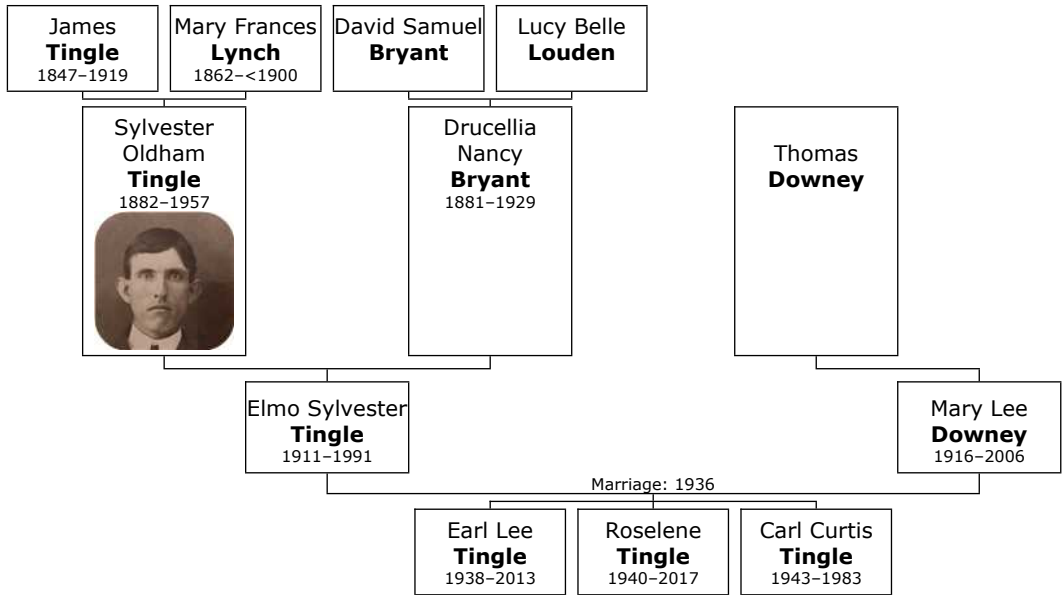 James
Tingle
1847–1919
Mary Frances
Lynch
1862–<1900
David Samuel
Bryant
Lucy Belle
Louden
Sylvester
Oldham
Tingle
1882–1957
Drucellia
Nancy
Bryant
1881–1929
Thomas
Downey
Elmo Sylvester
Tingle
1911–1991
Mary Lee
Downey
1916–2006
Marriage: 1936
Earl Lee
Tingle
1938–2013
Roselene
Tingle
1940–2017
Carl Curtis
Tingle
1943–1983